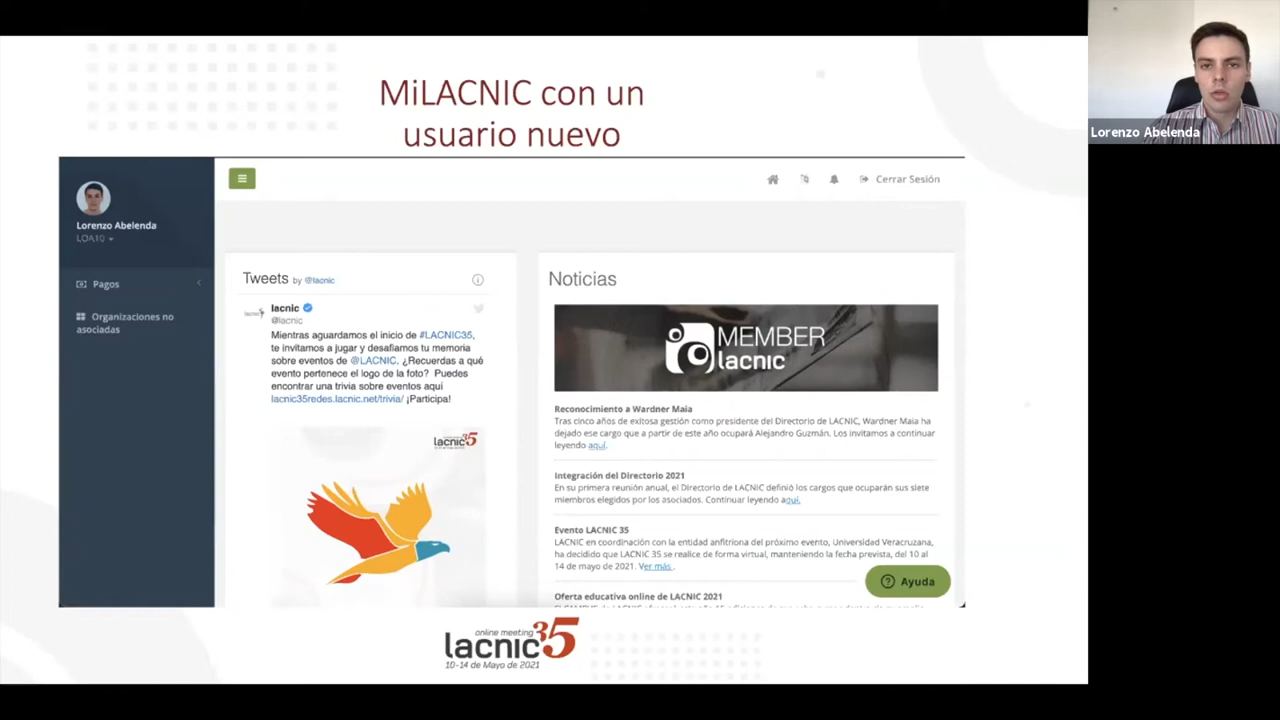 MiLACNIC con un
usuario nuevo
Lorenzo Abelenda
Lorenzo Abelenda
LOA10
Cerrar Sesión
Pagos
Organizaciones no
asociadas
Tweets by @lacnic
lacnic
@lacnic
Mientras aguardamos el inicio de #LACNIC35,
te invitamos a jugar y desafiamos tu memoria
sobre eventos de @LACNIC, ¿Recuerdas a qué
evento pertenece el logo de la foto? Puedes
encontrar una trivia sobre eventos aquí
lacnic35redes.lacnic.net/trivia/ ¡Participa!
lacnic35
Noticias
MEMBER
lacnic
Reconocimiento a Wardner Maia
Tras cinco años de exitosa gestión como presidente del Directorio de LACNIC, Wardner Maia ha
dejado ese cargo que a partir de este año ocupará Alejandro Guzmán. Los invitamos a continuar
leyendo aquí.
Integración del Directorio 2021
En su primera reunión anual, el Directorio de LACNIC definió los cargos que ocuparán sus siete
miembros elegidos por los asociados. Continuar leyendo aquí.
Evento LACNIC 35
LACNIC en coordinación con la entidad anfitriona del próximo evento, Universidad Veracruzana,
ha decidido que LACNIC 35 se realice de forma virtual, manteniendo la fecha prevista, del 10 al
14 de mayo de 2021. Ver más .
Oferta educativa online de LACNIC 2021
Ayuda
online meeting
lacnic35
10-14 de Mayo de 2021